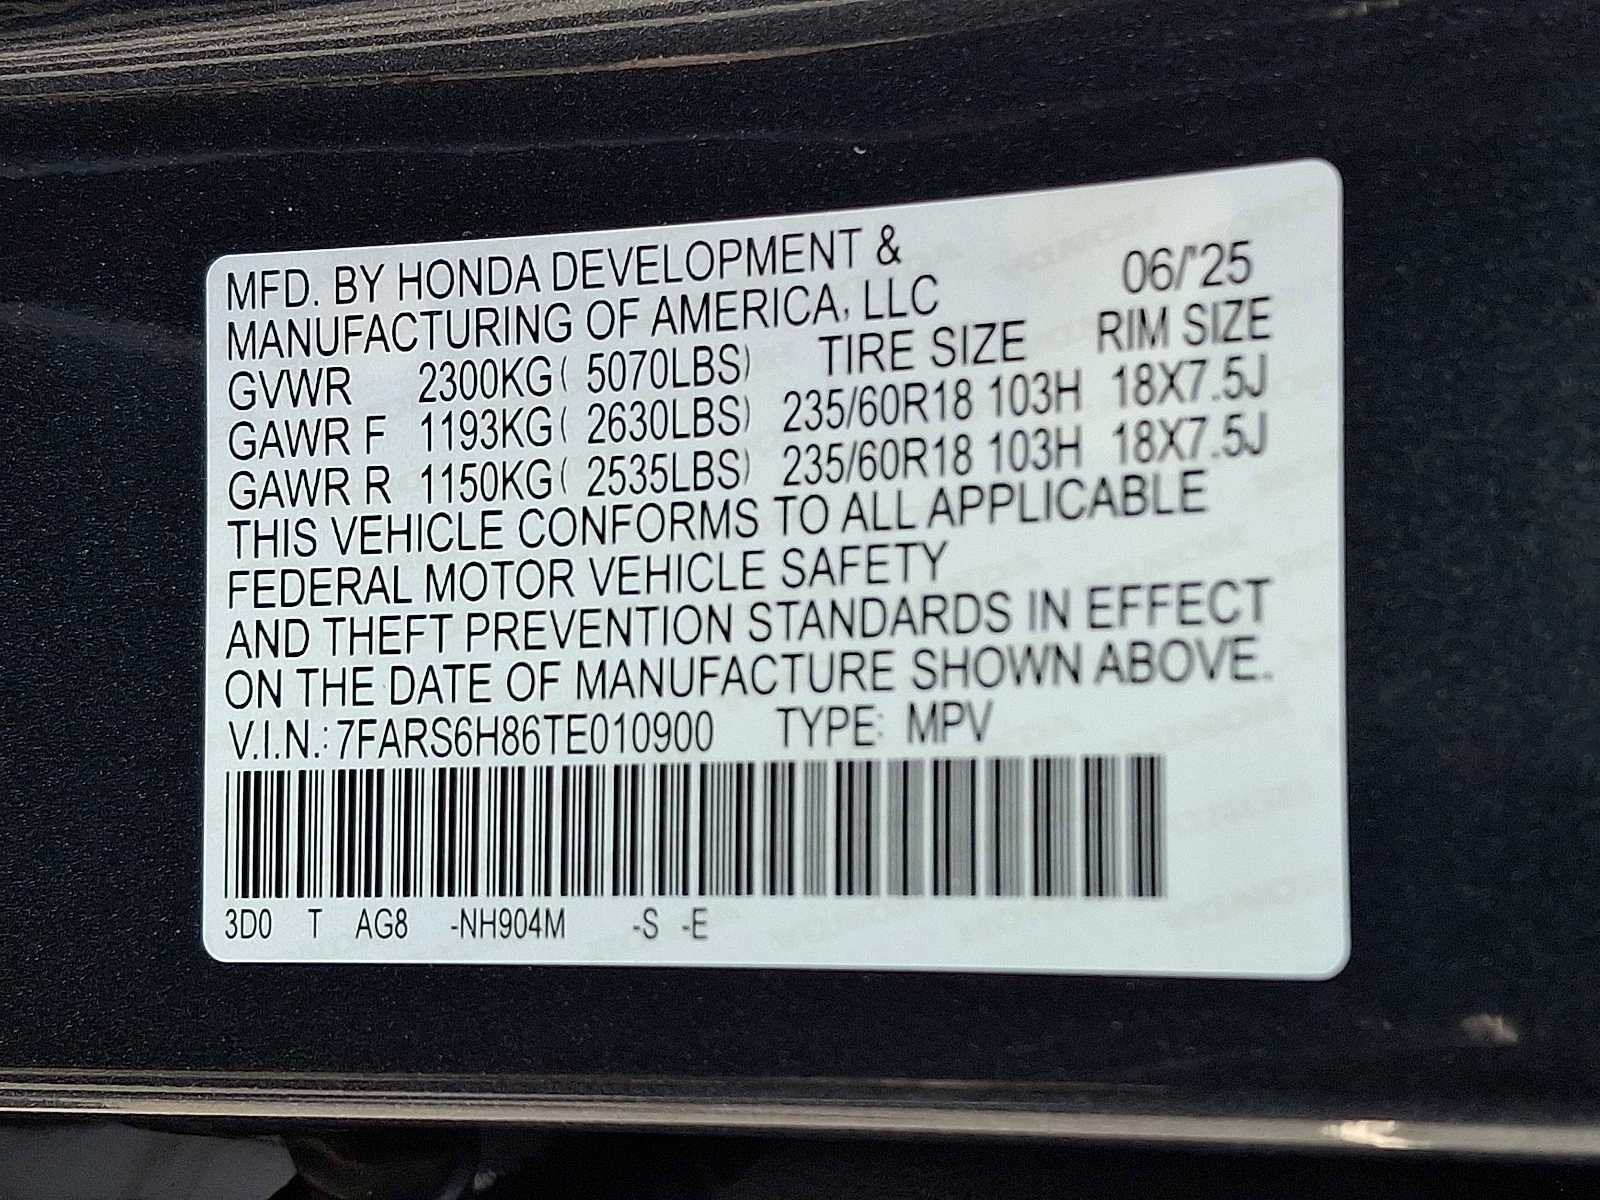 MFD. BY HONDA DEVELOPMENT &
MANUFACTURING OF AMERICA, LLC 06/'25
GVWR 2300KG( 5070LBS) TIRE SIZE RIM SIZE
GAWR F 1193KG( 2630LBS) 235/60R18 103H 18X7.5J
GAWR R 1150KG( 2535LBS) 235/60R18 103H 18X7.5J
THIS VEHICLE CONFORMS TO ALL APPLICABLE
FEDERAL MOTOR VEHICLE SAFETY
AND THEFT PREVENTION STANDARDS IN EFFECT
ON THE DATE OF MANUFACTURE SHOWN ABOVE.
V.I.N.: 7FARS6H86TE010900 TYPE: MPV
3D0 T AG8 -NH904M -S -E